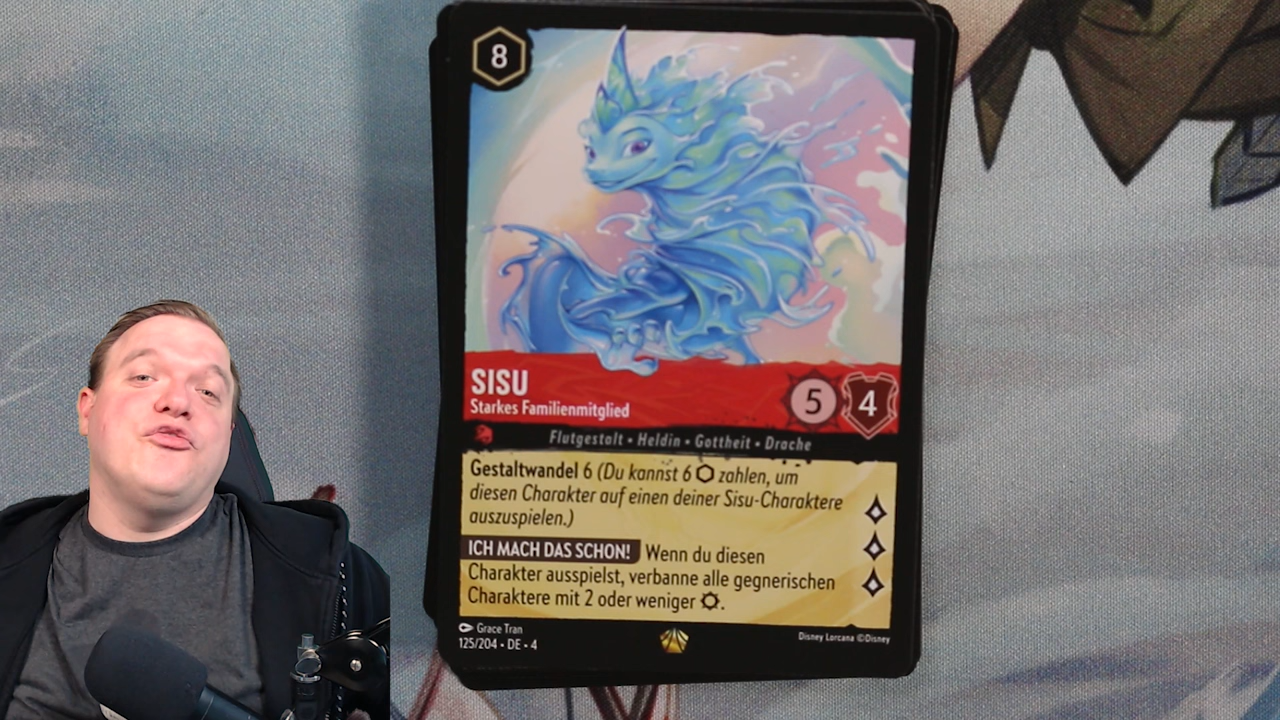 8
SISU
Starkes Familienmitglied
5
4
Flutgestalt • Heldin • Gottheit • Drache
Gestaltwandel 6 (Du kannst 6 ⬡ zahlen, um
diesen Charakter auf einen deiner Sisu-Charaktere
auszuspielen.)
ICH MACH DAS SCHON! Wenn du diesen
Charakter ausspielst, verbanne alle gegnerischen
Charaktere mit 2 oder weniger ¤.
Grace Tran
125/204 • DE • 4
Disney Lorcana ©Disney